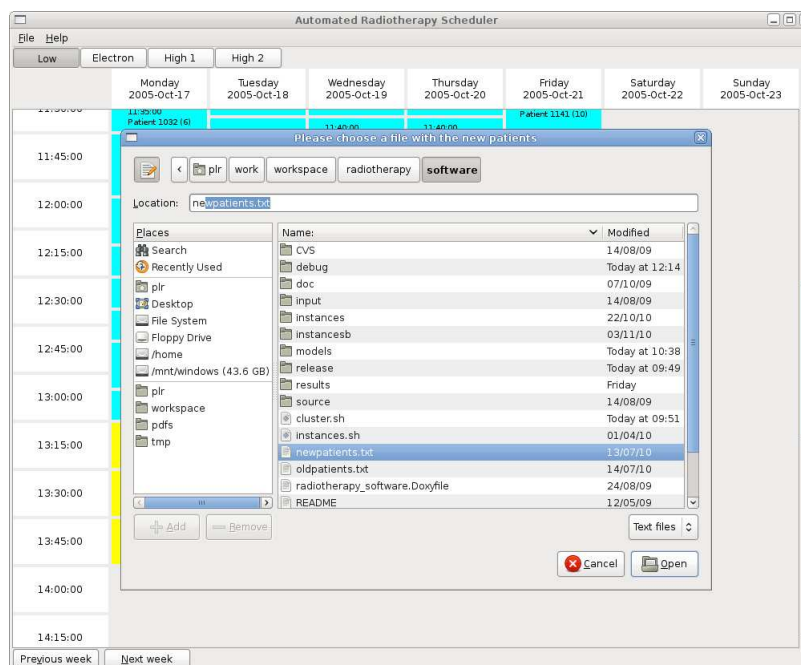 Automated Radiotherapy Scheduler
File Help
Low Electron High 1 High 2
Monday Tuesday Wednesday Thursday Friday Saturday Sunday
2005-Oct-17 2005-Oct-18 2005-Oct-19 2005-Oct-20 2005-Oct-21 2005-Oct-22 2005-Oct-23
11:30:00 11:35:00
Patient 1032 (6) Patient 1141 (10)
11:40:00 11:40:00
Please choose a file with the new patients
11:45:00
plr work workspace radiotherapy software
12:00:00
Location: newpatients.txt
Places Name: Modified
12:15:00
Search CVS 14/08/09
Recently Used debug Today at 12:14
plr doc 07/10/09
12:30:00
Desktop input 14/08/09
File System instances 22/10/10
Floppy Drive instancesb 03/11/10
12:45:00
/home models Today at 10:38
/mnt/windows (43.6 GB) release Today at 09:49
plr results Friday
13:00:00
workspace source 14/08/09
pdfs cluster.sh Today at 09:51
tmp instances.sh 01/04/10
13:15:00
newpatients.txt 13/07/10
oldpatients.txt 14/07/10
13:30:00
radiotherapy_software.Doxyfile 24/08/09
README 12/05/09
Add Remove Text files
13:45:00
Cancel Open
14:00:00
14:15:00
Previous week Next week